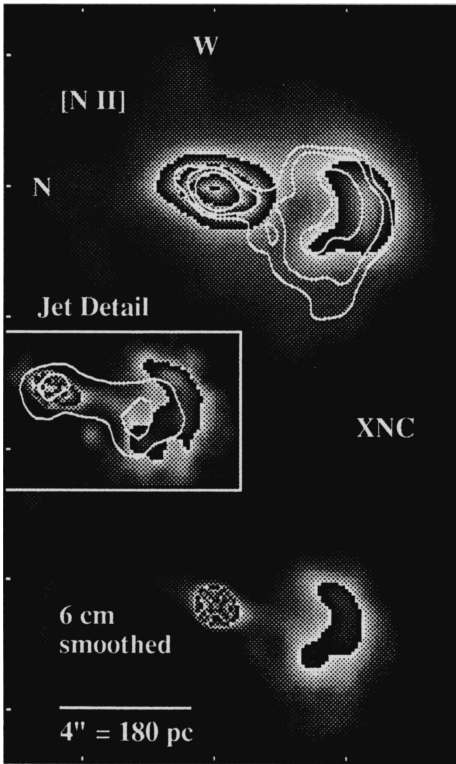 W
[N II]
N
Jet Detail
XNC
6 cm
smoothed
4" = 180 pc